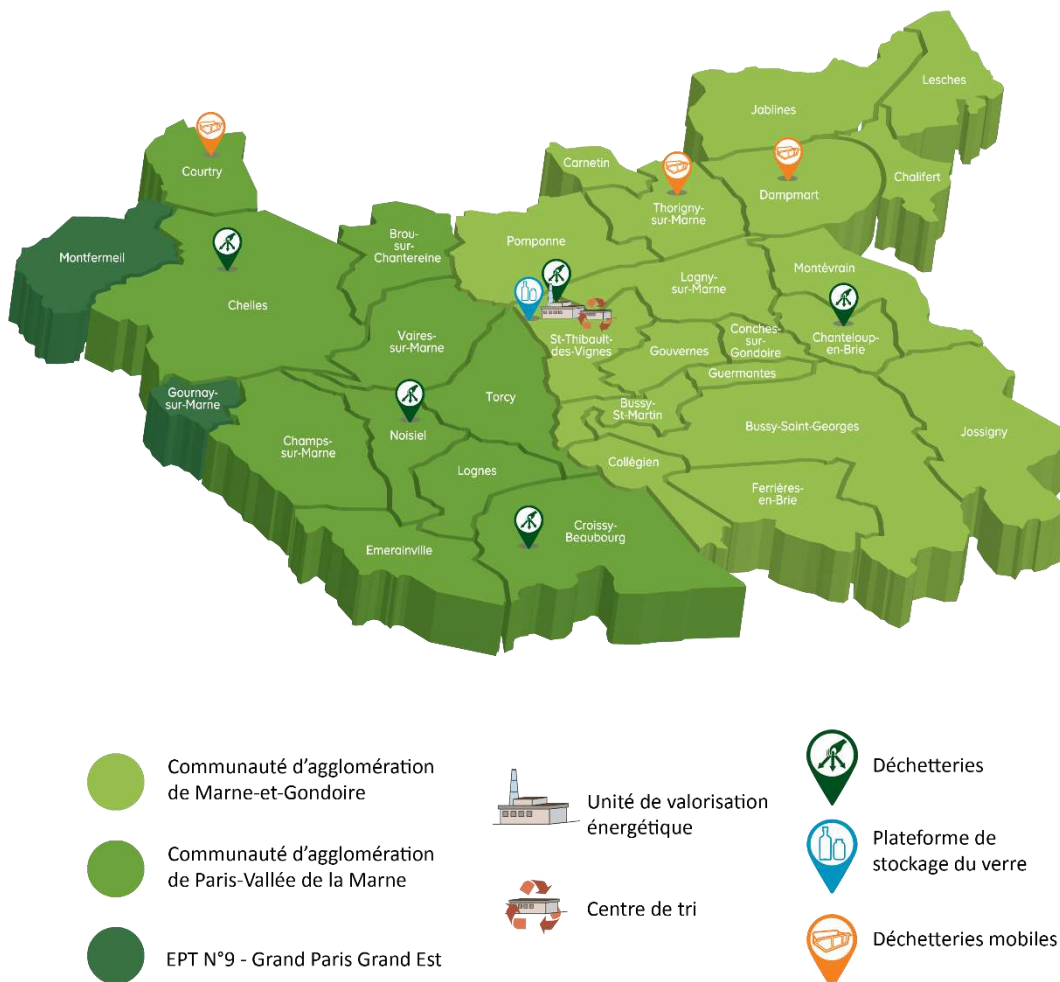 Lesches
Jablines
Courtry
Carnetin
Chalifert
Dampmart
Thorigny-
sur-Marne
Brou-
sur-
Chantereine
Pomponne
Montfermeil
Montévrain
Lagny-
sur-Marne
Chelles
Vaires-
sur-Marne
St-Thibault-
des-Vignes
Conches-
sur-
Gondoire
Chanteloup-
en-Brie
Gouvernes
Guermantes
Gournay-
sur-Marne
Torcy
Bussy-
St-Martin
Bussy-Saint-Georges
Jossigny
Noisiel
Champs-
sur-Marne
Collégien
Lognes
Ferrières-
en-Brie
Croissy-
Beaubourg
Emerainville
Communauté d'agglomération
de Marne-et-Gondoire
Communauté d'agglomération
de Paris-Vallée de la Marne
EPT N°9 - Grand Paris Grand Est
Unité de valorisation
énergétique
Centre de tri
Déchetteries
Plateforme de
stockage du verre
Déchetteries mobiles